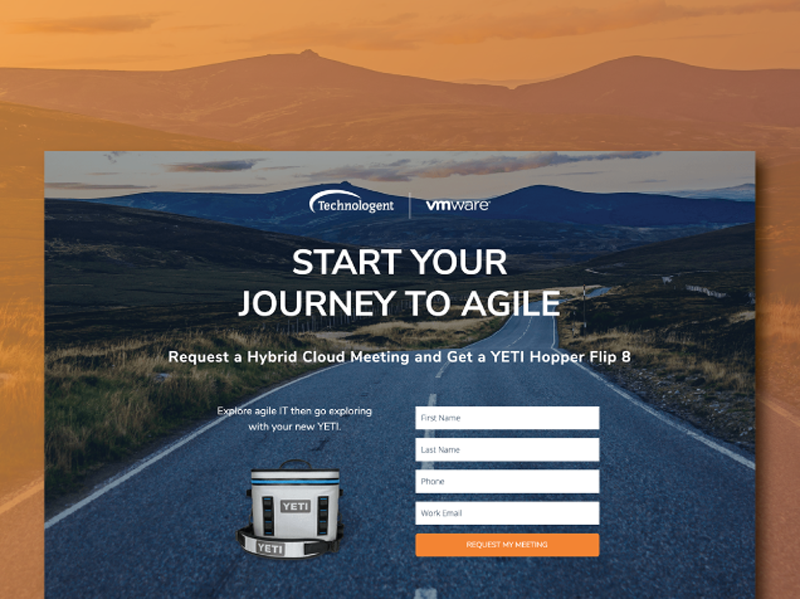 Technologent
vmware®
START YOUR
JOURNEY TO AGILE
Request a Hybrid Cloud Meeting and Get a YETI Hopper Flip 8
Explore agile IT then go exploring
with your new YETI.
First Name
Last Name
Phone
Work Email
REQUEST MY MEETING
YETI
YETI